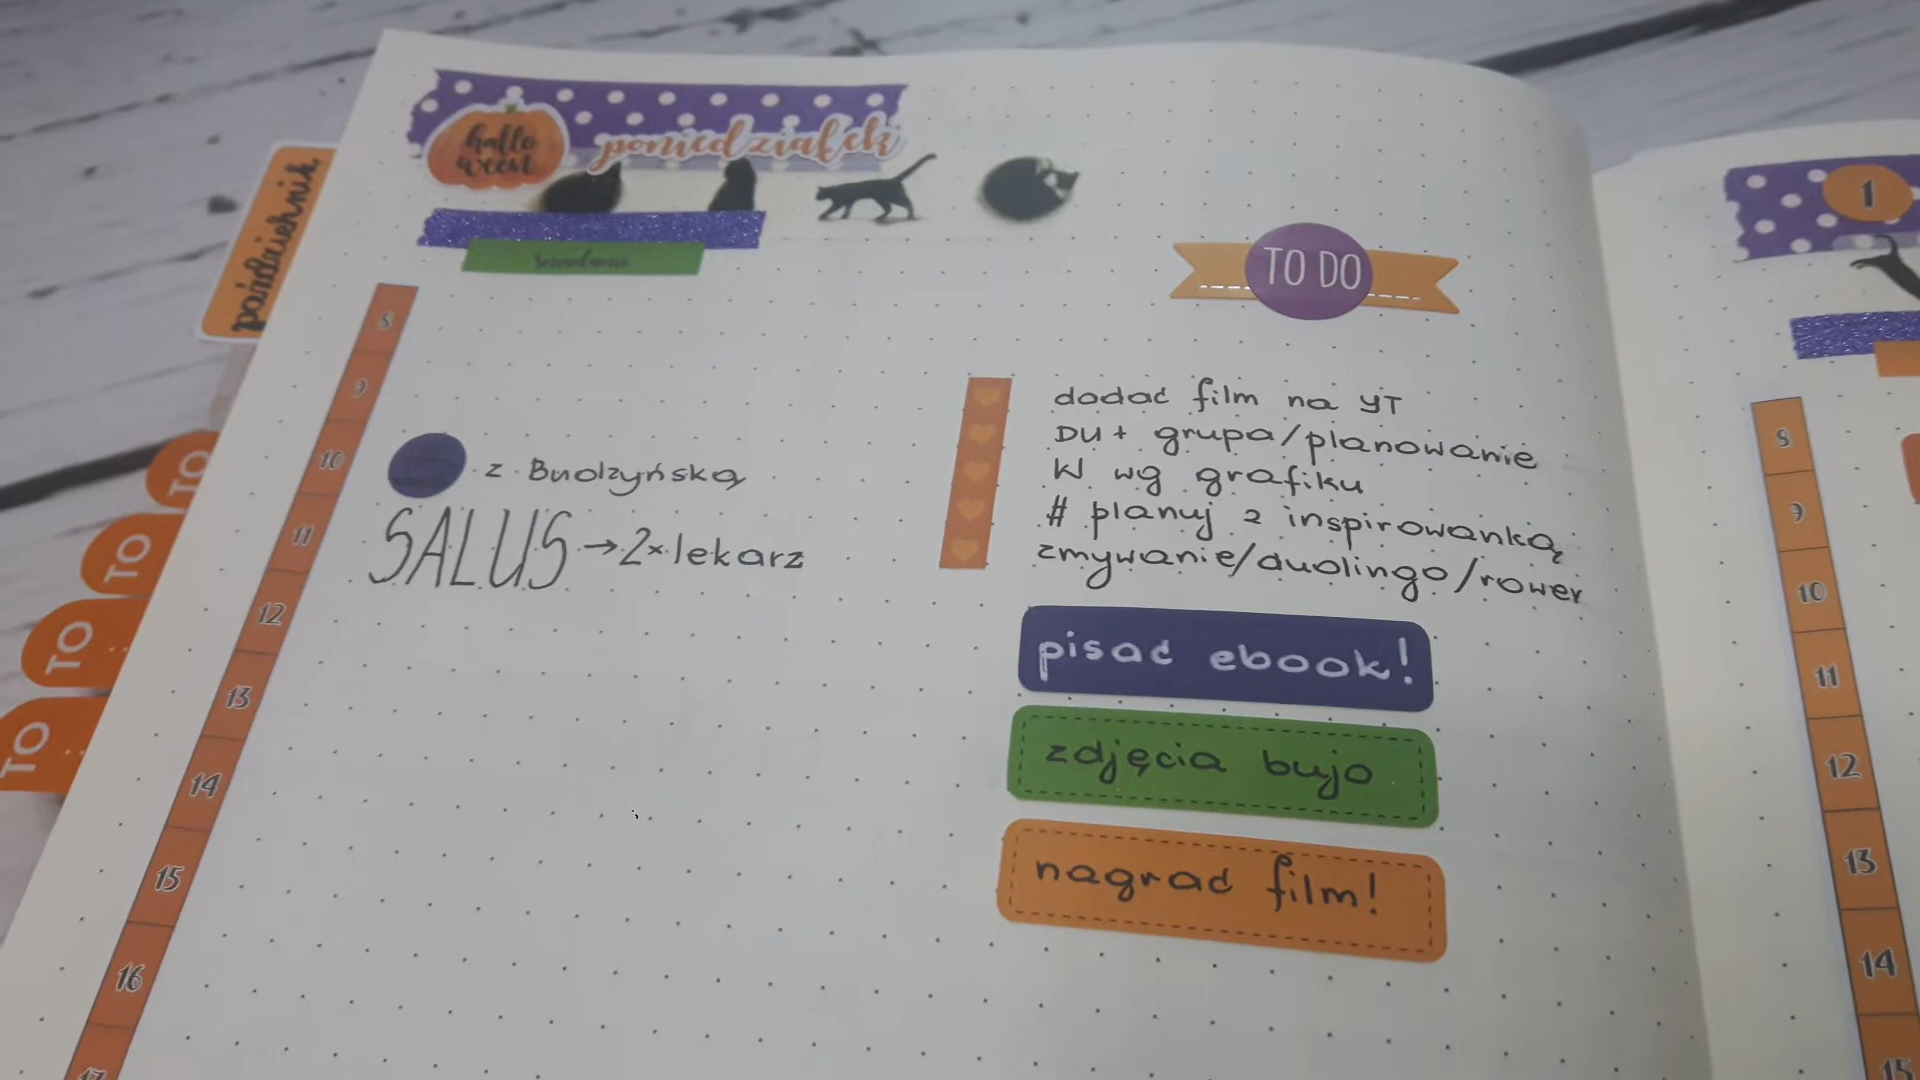 październik
hallo
ween
poniedziałek
TO DO
8
9
10
11
12
13
14
15
16
17
z Budzyńską
SALUS → 2x lekarz
dodać film na YT
DU + grupa/planowanie
W wg grafiku
# planuj z inspirowanką
zmywanie/duolingo/rower
pisać ebook!
zdjęcia bujo
nagrać film!
TO
TO
TO
TO
1
8
9
10
11
12
13
14
15